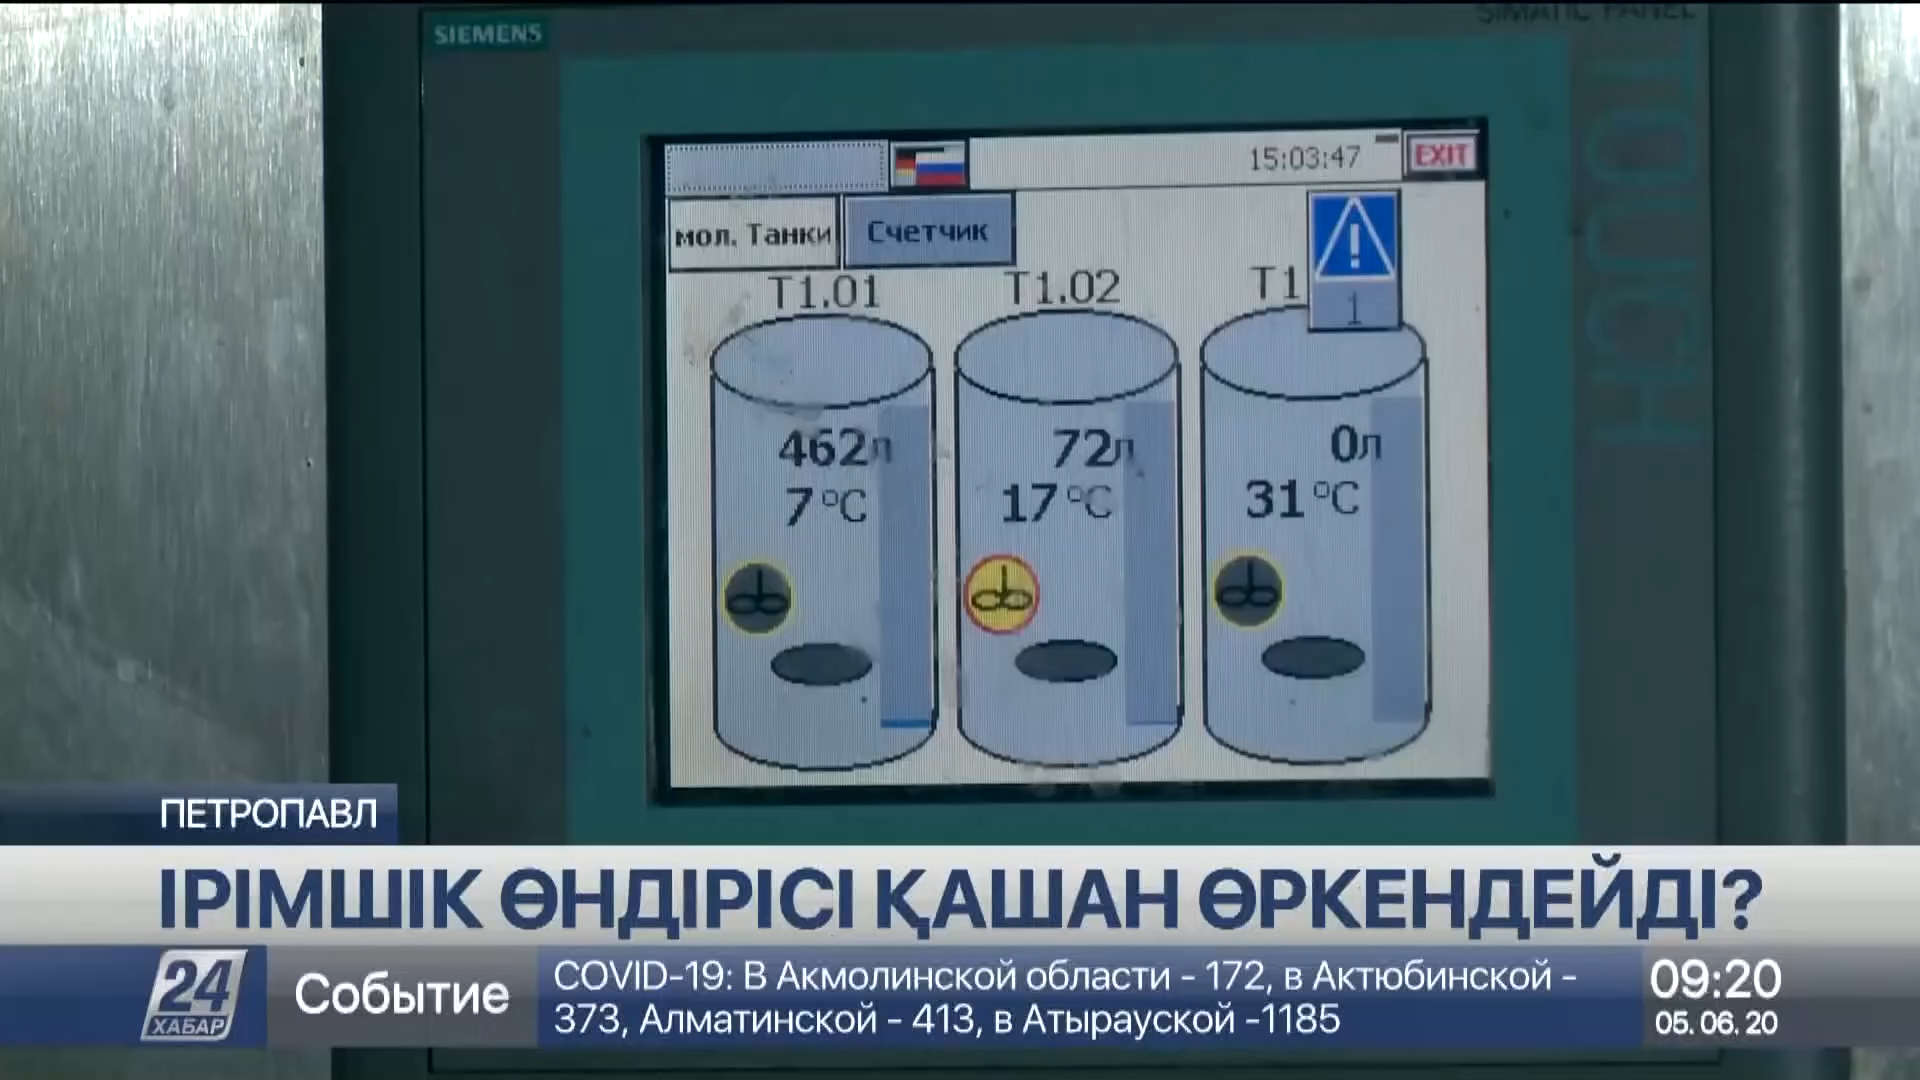 SIEMENS
SIMATIC PANEL
TOUCH
15:03:47
EXIT
мол. Танки
Счетчик
1
T1.01
T1.02
T1
462л
72л
0л
7°C
17°C
31°C
ПЕТРОПАВЛ
ІРІМШІК ӨНДІРІСІ ҚАШАН ӨРКЕНДЕЙДІ?
24
ХАБАР
Событие
COVID-19: В Акмолинской области - 172, в Актюбинской -
373, Алматинской - 413, в Атырауской -1185
09:20
05. 06. 20